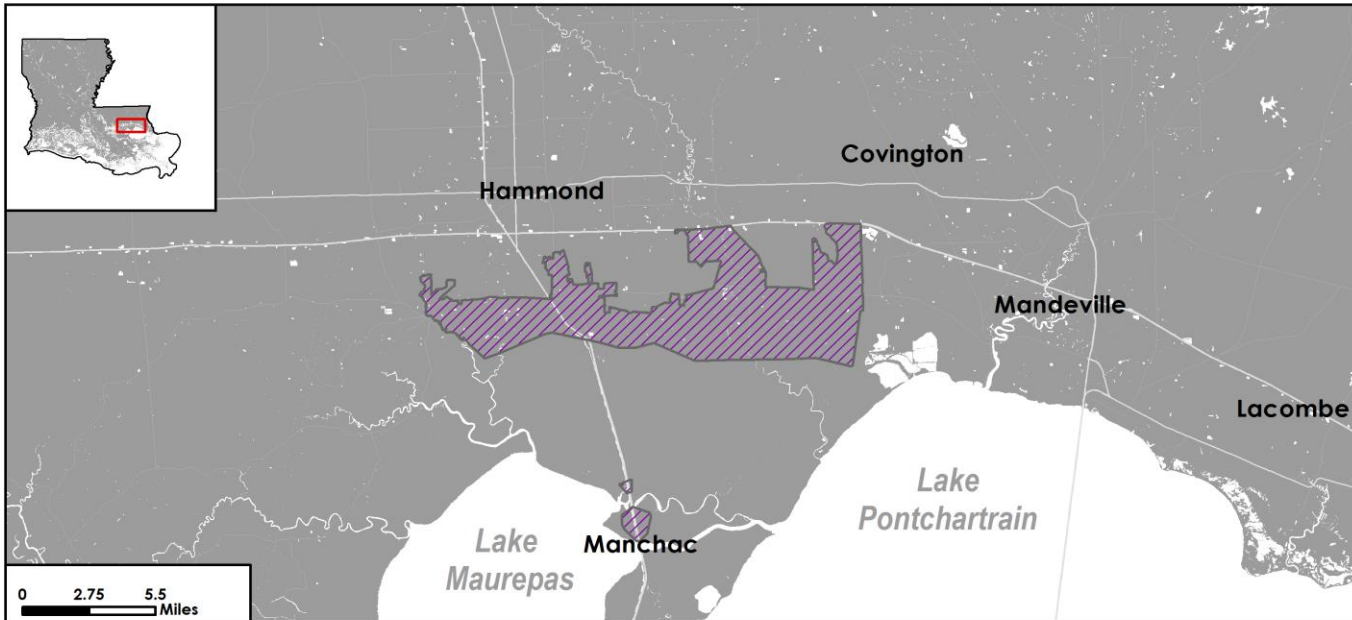 Covington
Hammond
Mandeville
Lacombe
Lake
Pontchartrain
Manchac
Lake
Maurepas
0 2.75 5.5
Miles